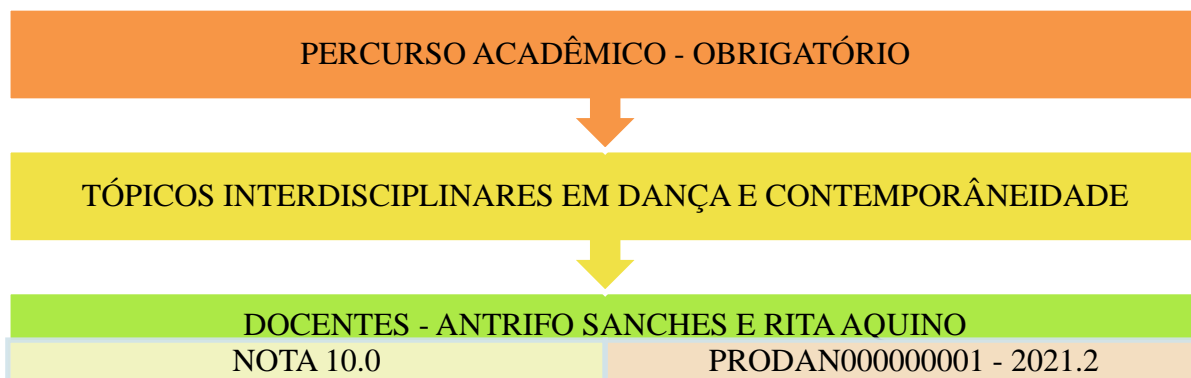 PERCURSO ACADÊMICO - OBRIGATÓRIO
TÓPICOS INTERDISCIPLINARES EM DANÇA E CONTEMPORÂNEIDADE
DOCENTES - ANTRIFO SANCHES E RITA AQUINO
NOTA 10.0
PRODAN000000001 - 2021.2